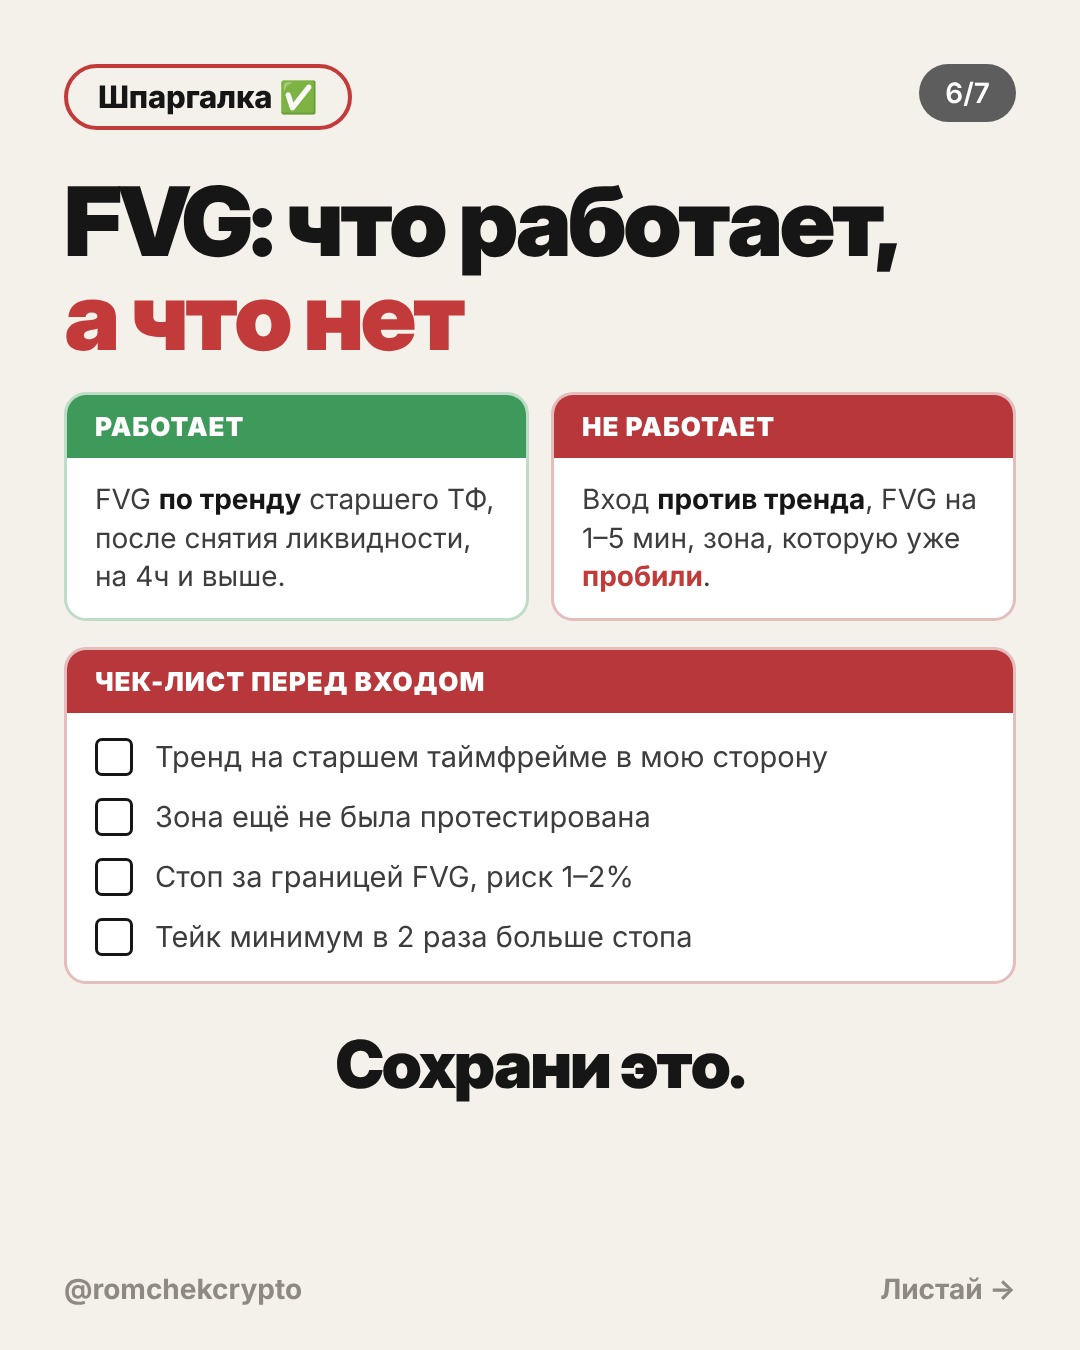 Шпаргалка ✅
6/7
FVG: что работает,
а что нет
РАБОТАЕТ
FVG по тренду старшего ТФ,
после снятия ликвидности,
на 4ч и выше.
НЕ РАБОТАЕТ
Вход против тренда, FVG на
1–5 мин, зона, которую уже
пробили.
ЧЕК-ЛИСТ ПЕРЕД ВХОДОМ
Тренд на старшем таймфрейме в мою сторону
Зона ещё не была протестирована
Стоп за границей FVG, риск 1–2%
Тейк минимум в 2 раза больше стопа
Сохрани это.
@romchekcrypto
Листай →